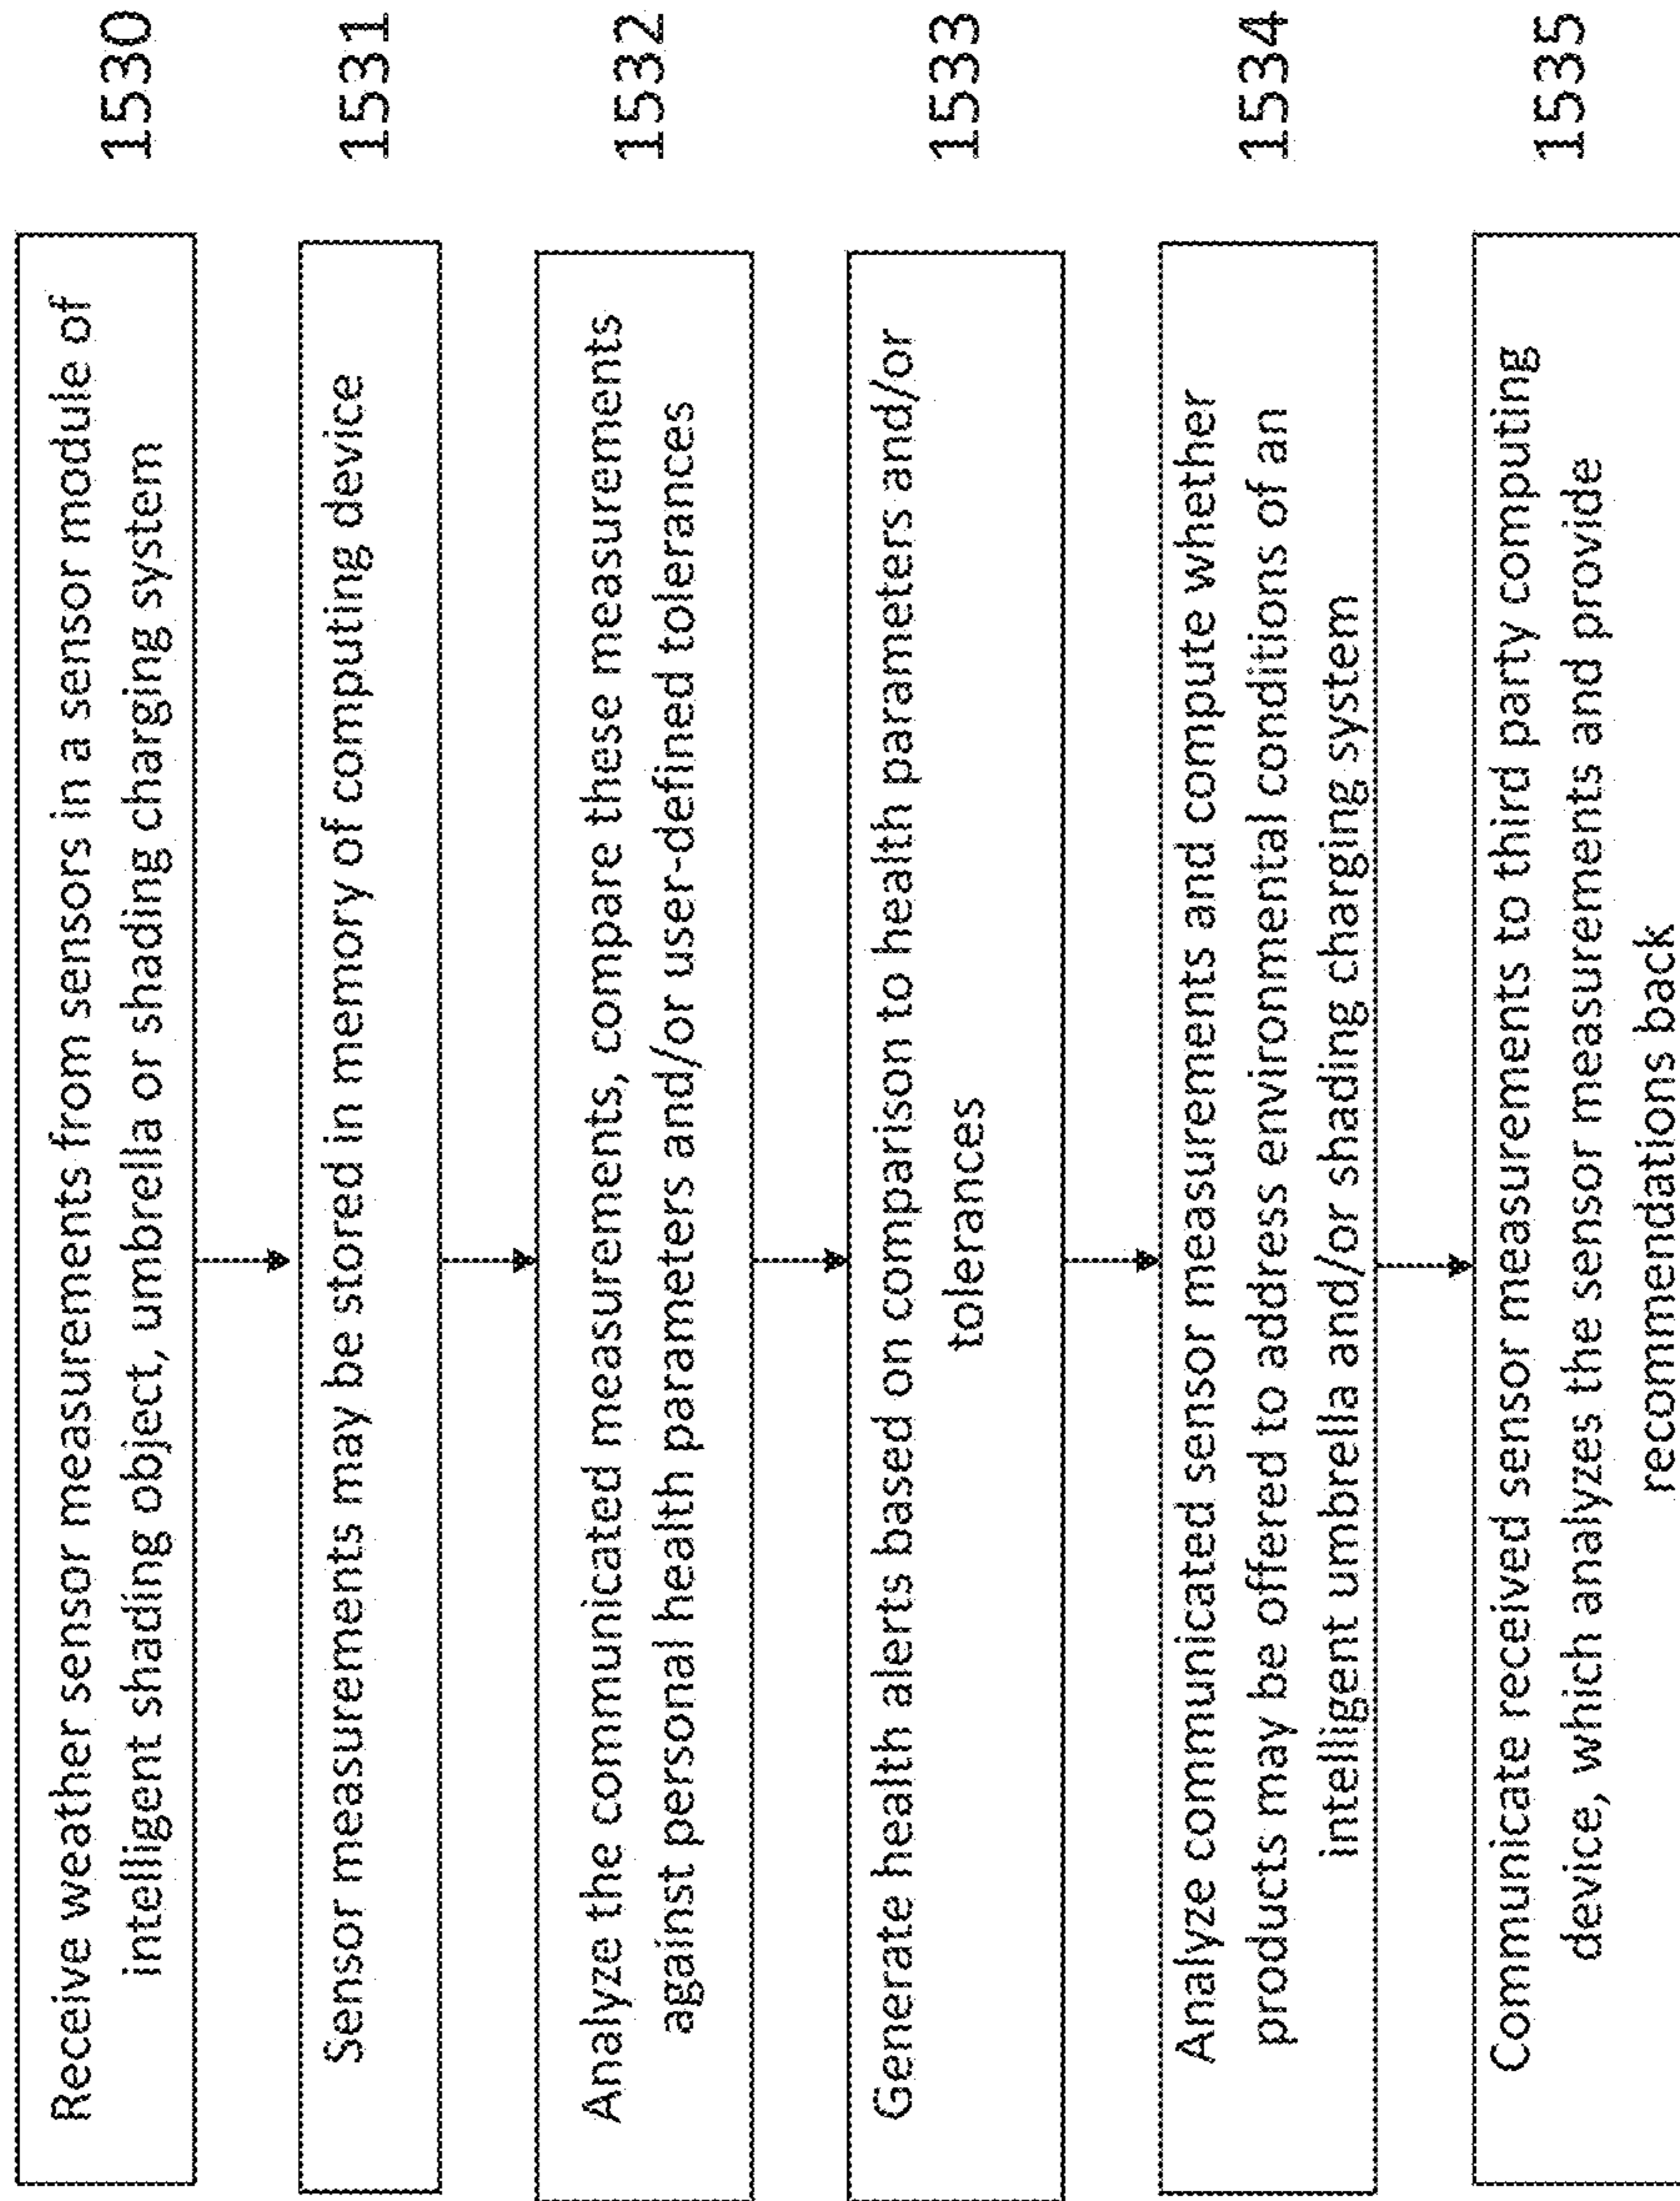 Receive weather sensor measurements from sensors in a sensor module of
intelligent shading object, umbrella or shading charging system
1530
Sensor measurements may be stored in memory of computing device
1531
Analyze the communicated measurements, compare these measurements
against personal health parameters and/or user-defined tolerances
1532
Generate health alerts based on comparison to health parameters and/or
tolerances
1533
Analyze communicated sensor measurements and compute whether
products may be offered to address environmental conditions of an
intelligent umbrella and/or shading charging system
1534
Communicate received sensor measurements to third party computing
device, which analyzes the sensor measurements and provide
recommendations back
1535